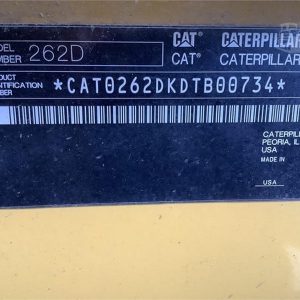 MODEL NUMBER 262D
CAT CATERPILLAR
CAT® CATERPILLAR
PRODUCT IDENTIFICATION NUMBER *CAT0262DKDTB00734*
CATERPILLAR
PEORIA, IL
USA
MADE IN
USA